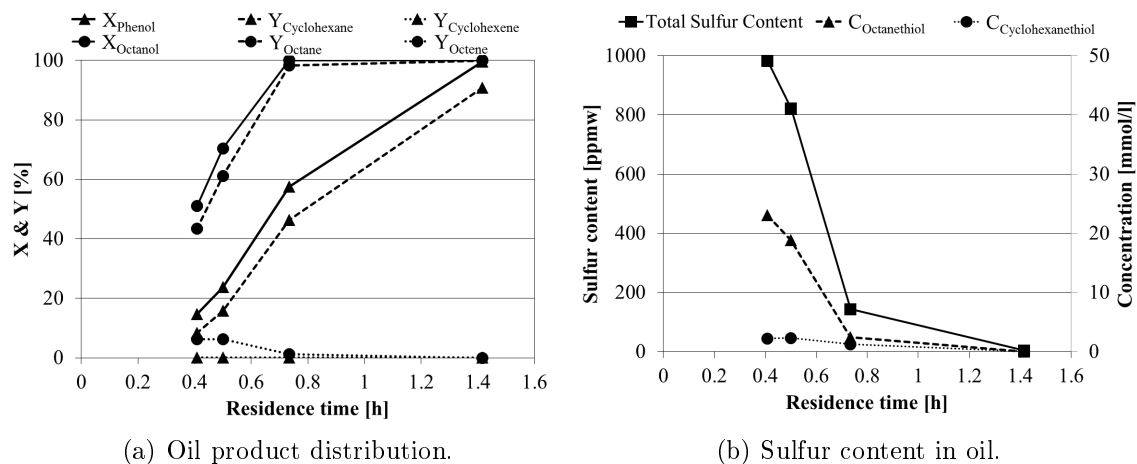 X_Phenol Y_Cyclohexane Y_Cyclohexene
X_Octanol Y_Octane Y_Octene
100
80
60
40
20
0
X & Y [%]
0 0.2 0.4 0.6 0.8 1 1.2 1.4 1.6
Residence time [h]
(a) Oil product distribution.
Total Sulfur Content C_Octanethiol C_Cyclohexanethiol
1000
800
600
400
200
0
Sulfur content [ppmw]
50
40
30
20
10
0
Concentration [mmol/l]
0 0.2 0.4 0.6 0.8 1 1.2 1.4 1.6
Residence time [h]
(b) Sulfur content in oil.